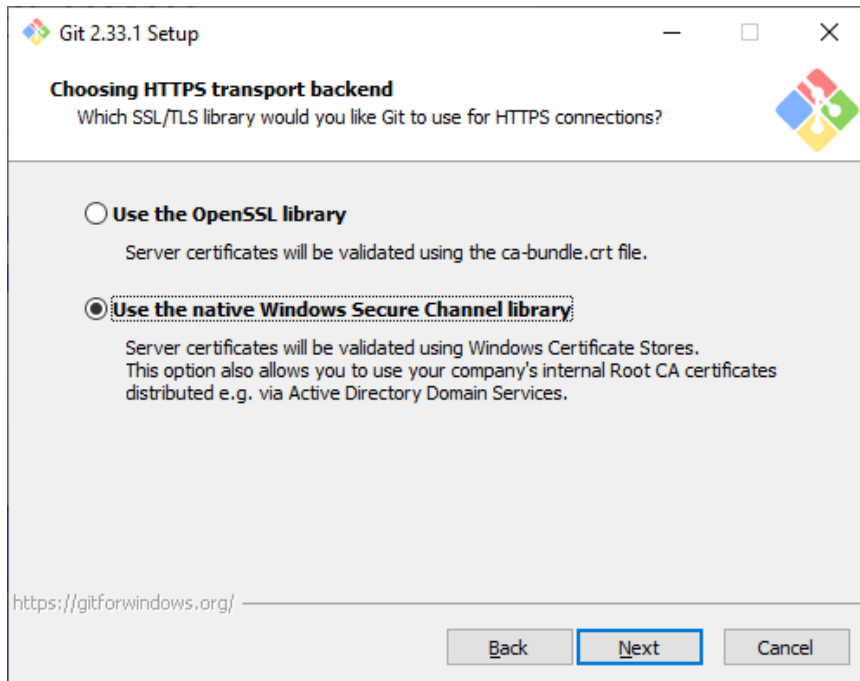 Git 2.33.1 Setup
Choosing HTTPS transport backend
Which SSL/TLS library would you like Git to use for HTTPS connections?
Use the OpenSSL library
Server certificates will be validated using the ca-bundle.crt file.
Use the native Windows Secure Channel library
Server certificates will be validated using Windows Certificate Stores.
This option also allows you to use your company's internal Root CA certificates
distributed e.g. via Active Directory Domain Services.
https://gitforwindows.org/
Back Next Cancel